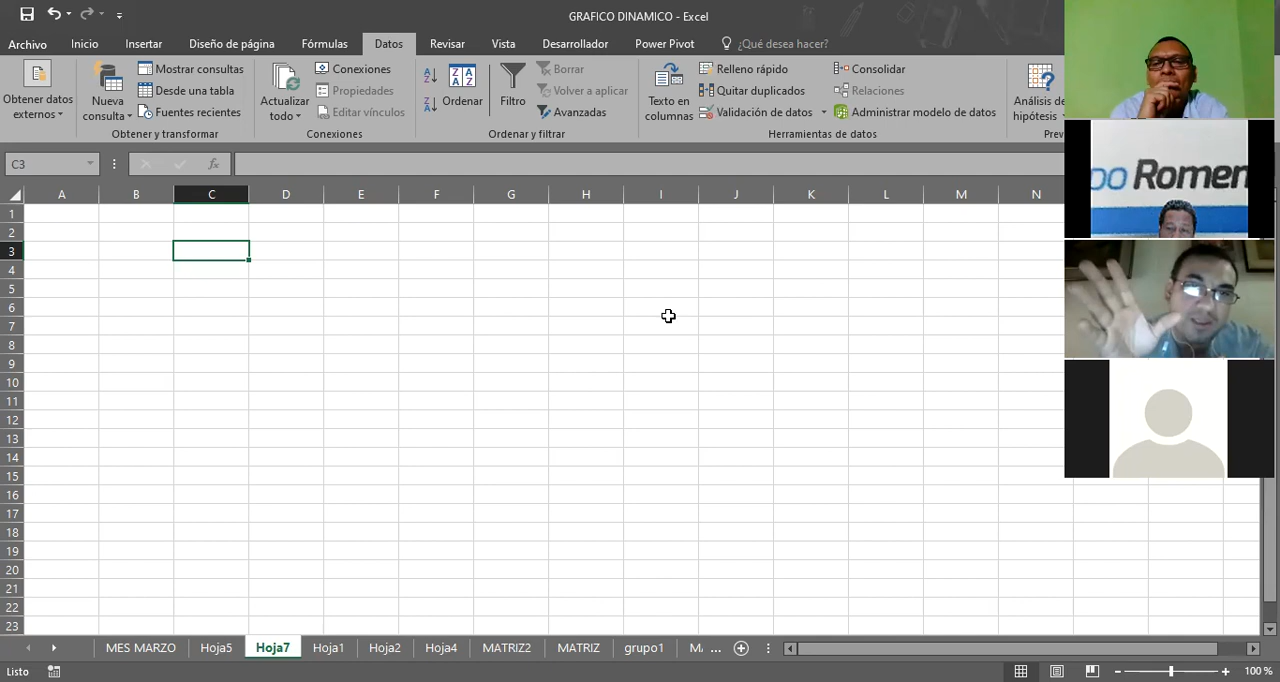 GRAFICO DINAMICO - Excel
Archivo Inicio Insertar Diseño de página Fórmulas Datos Revisar Vista Desarrollador Power Pivot ¿Qué desea hacer?
Obtener datos externos
Nueva consulta
Mostrar consultas
Desde una tabla
Fuentes recientes
Obtener y transformar
Actualizar todo
Conexiones
Propiedades
Editar vínculos
Conexiones
Ordenar
Filtro
Borrar
Volver a aplicar
Avanzadas
Ordenar y filtrar
Texto en columnas
Relleno rápido
Quitar duplicados
Validación de datos
Consolidar
Relaciones
Administrar modelo de datos
Herramientas de datos
Análisis de hipótesis
Prev
C3
fx
A B C D E F G H I J K L M N
1
2
3
4
5
6
7
8
9
10
11
12
13
14
15
16
17
18
19
20
21
22
23
po Romen
MES MARZO Hoja5 Hoja7 Hoja1 Hoja2 Hoja4 MATRIZ2 MATRIZ grupo1 M ...
Listo
100 %